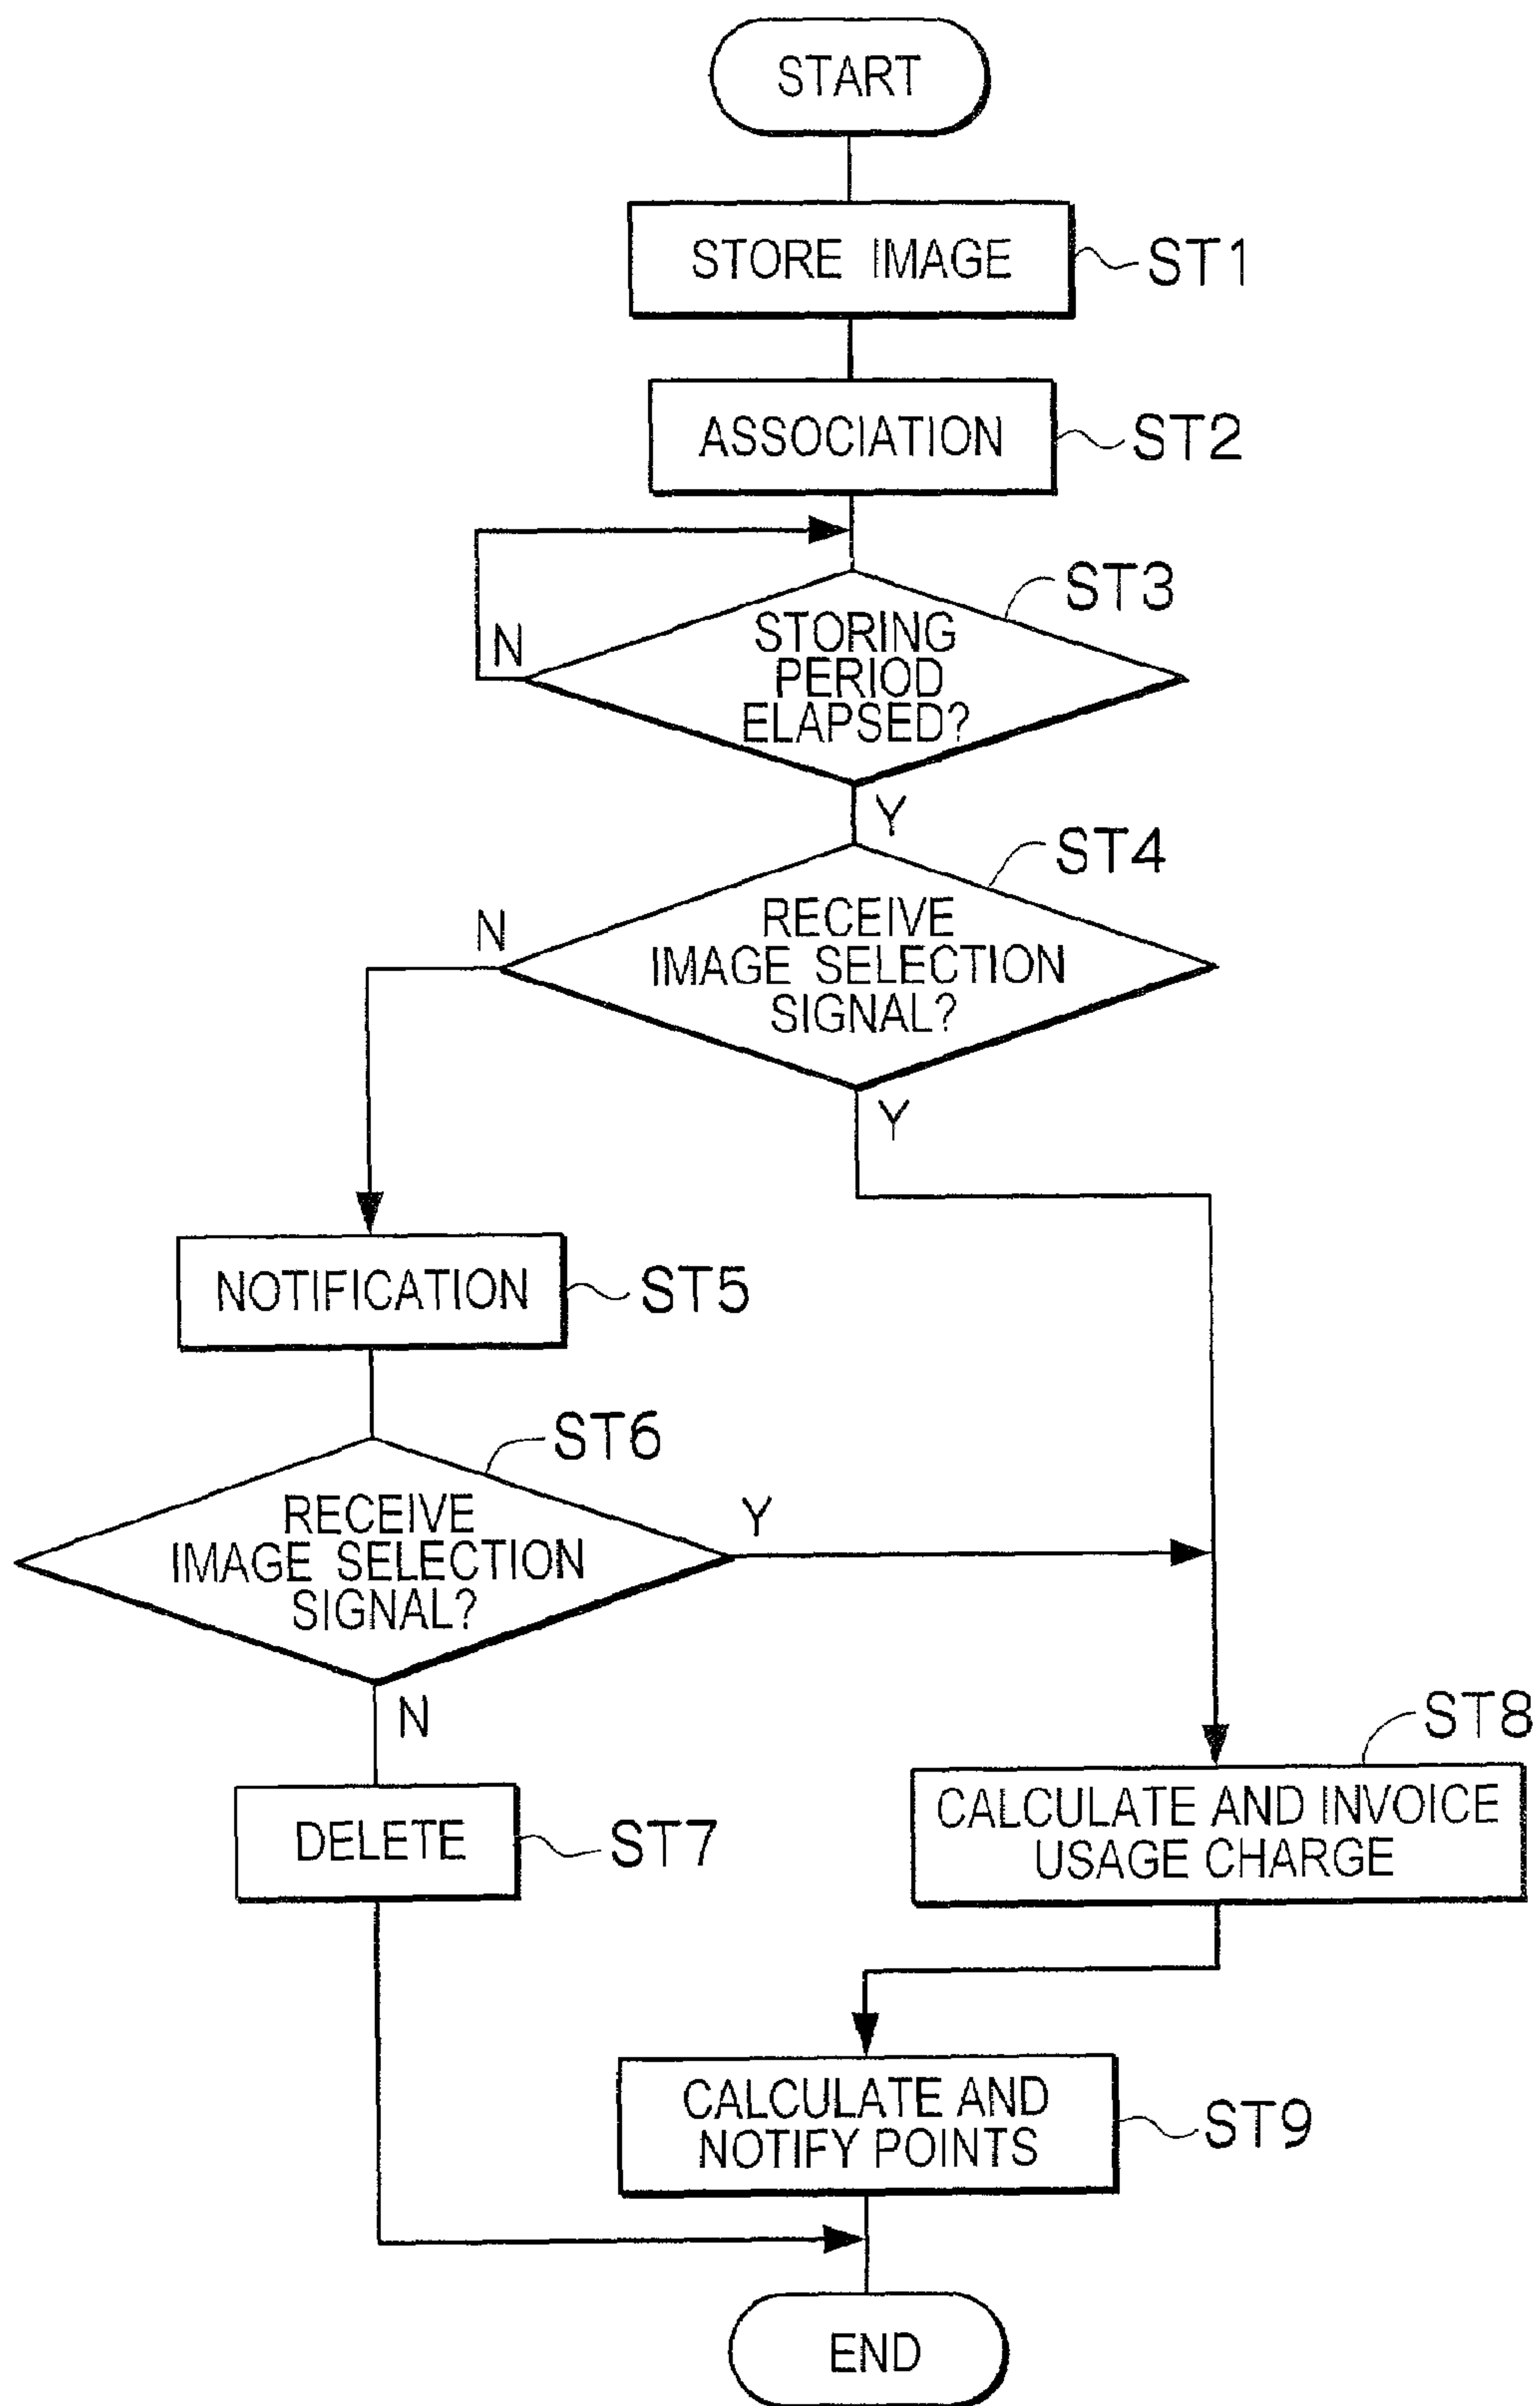 START
STORE IMAGE
ST1
ASSOCIATION
ST2
ST3
STORING
PERIOD
ELAPSED?
N
Y
ST4
RECEIVE
IMAGE SELECTION
SIGNAL?
N
Y
NOTIFICATION
ST5
ST6
RECEIVE
IMAGE SELECTION
SIGNAL?
Y
N
DELETE
ST7
ST8
CALCULATE AND INVOICE
USAGE CHARGE
CALCULATE AND
NOTIFY POINTS
ST9
END